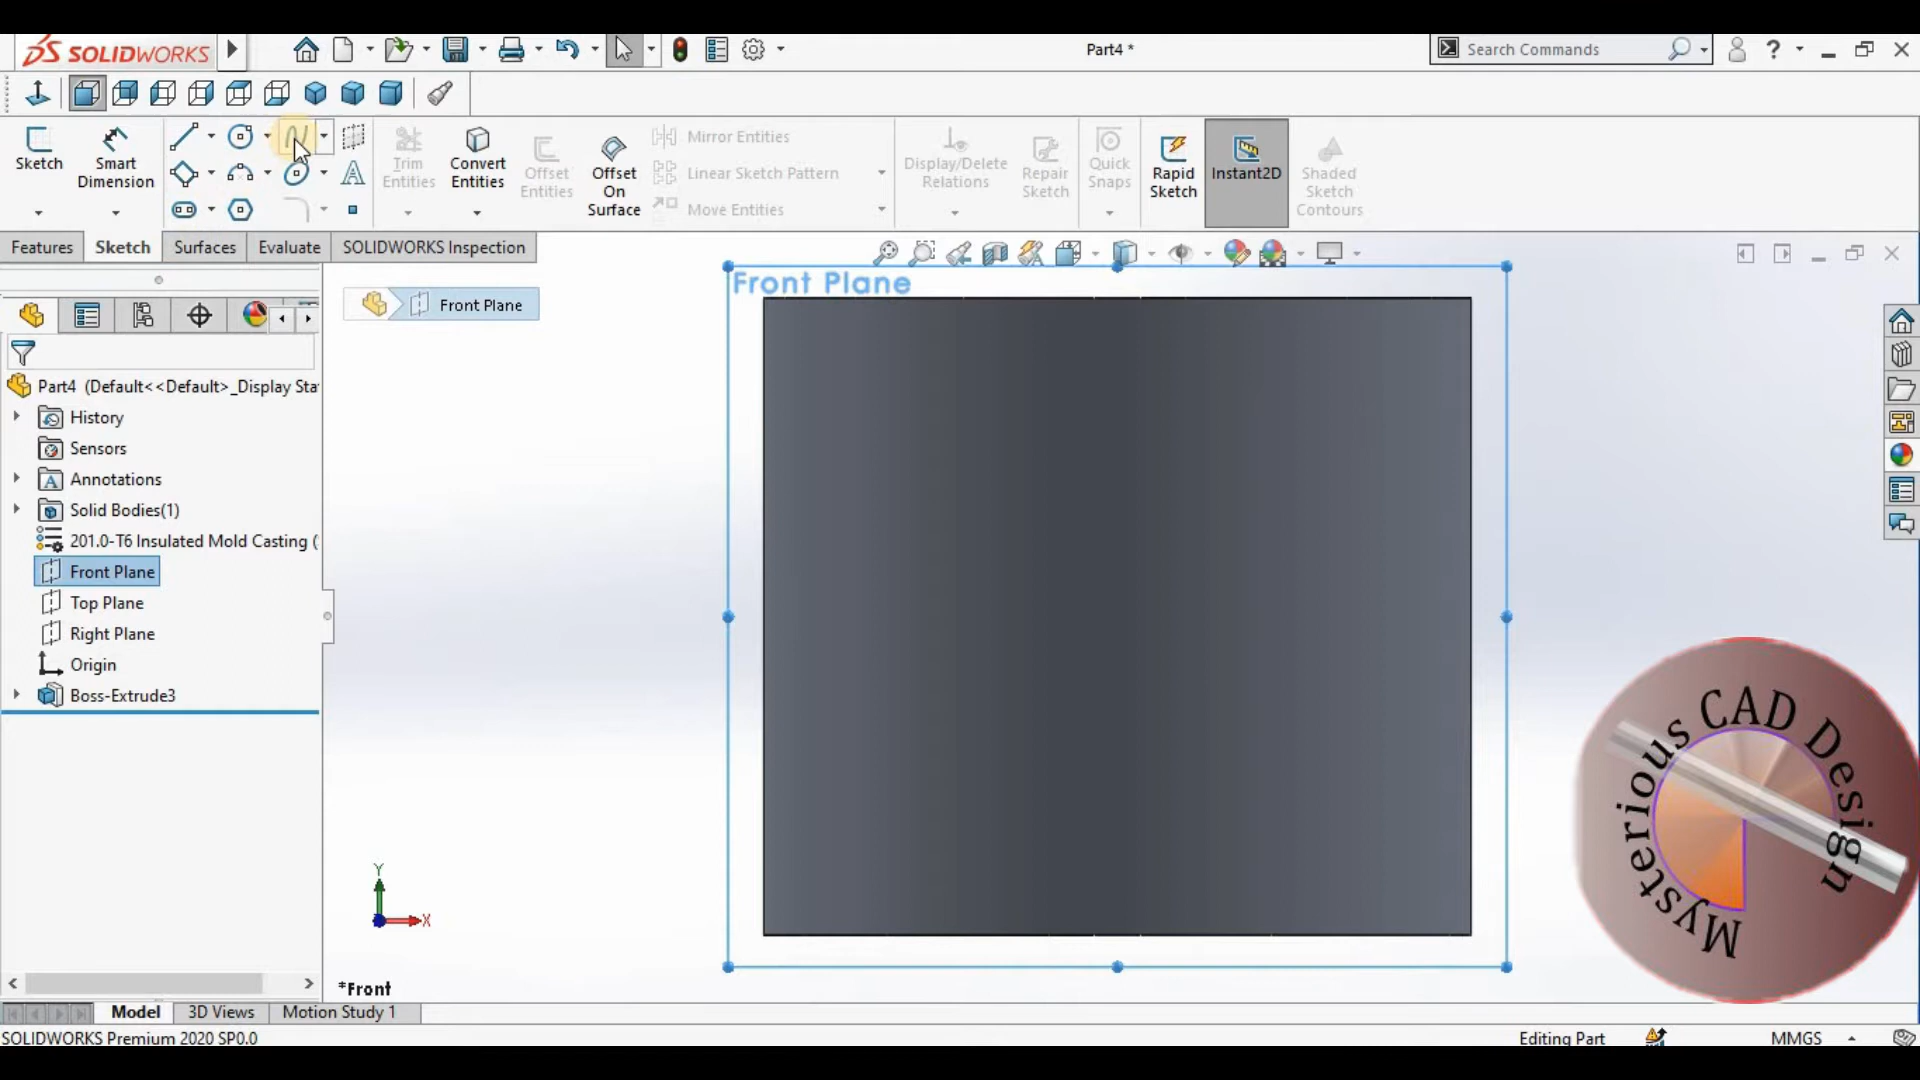 SOLIDWORKS
Part4 *
Search Commands
?
Sketch
Smart
Dimension
Trim
Entities
Convert
Entities
Offset
Entities
Offset
On
Surface
Mirror Entities
Linear Sketch Pattern
Move Entities
Display/Delete
Relations
Repair
Sketch
Quick
Snaps
Rapid
Sketch
Instant2D
Shaded
Sketch
Contours
Features
Sketch
Surfaces
Evaluate
SOLIDWORKS Inspection
Front Plane
Front Plane
Part4 (Default<<Default>_Display Sta
History
Sensors
Annotations
Solid Bodies(1)
201.0-T6 Insulated Mold Casting (
Front Plane
Top Plane
Right Plane
Origin
Boss-Extrude3
Y
X
*Front
Mysterious CAD Design
Model
3D Views
Motion Study 1
SOLIDWORKS Premium 2020 SP0.0
Editing Part
MMGS